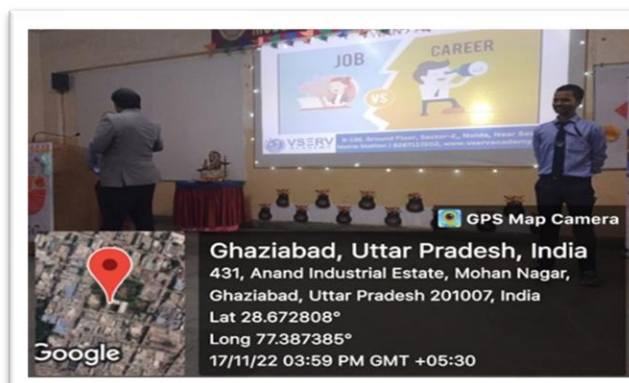 JOB
CAREER
VS
VSERV
GPS Map Camera
Ghaziabad, Uttar Pradesh, India
431, Anand Industrial Estate, Mohan Nagar,
Ghaziabad, Uttar Pradesh 201007, India
Lat 28.672808°
Long 77.387385°
17/11/22 03:59 PM GMT +05:30
Google